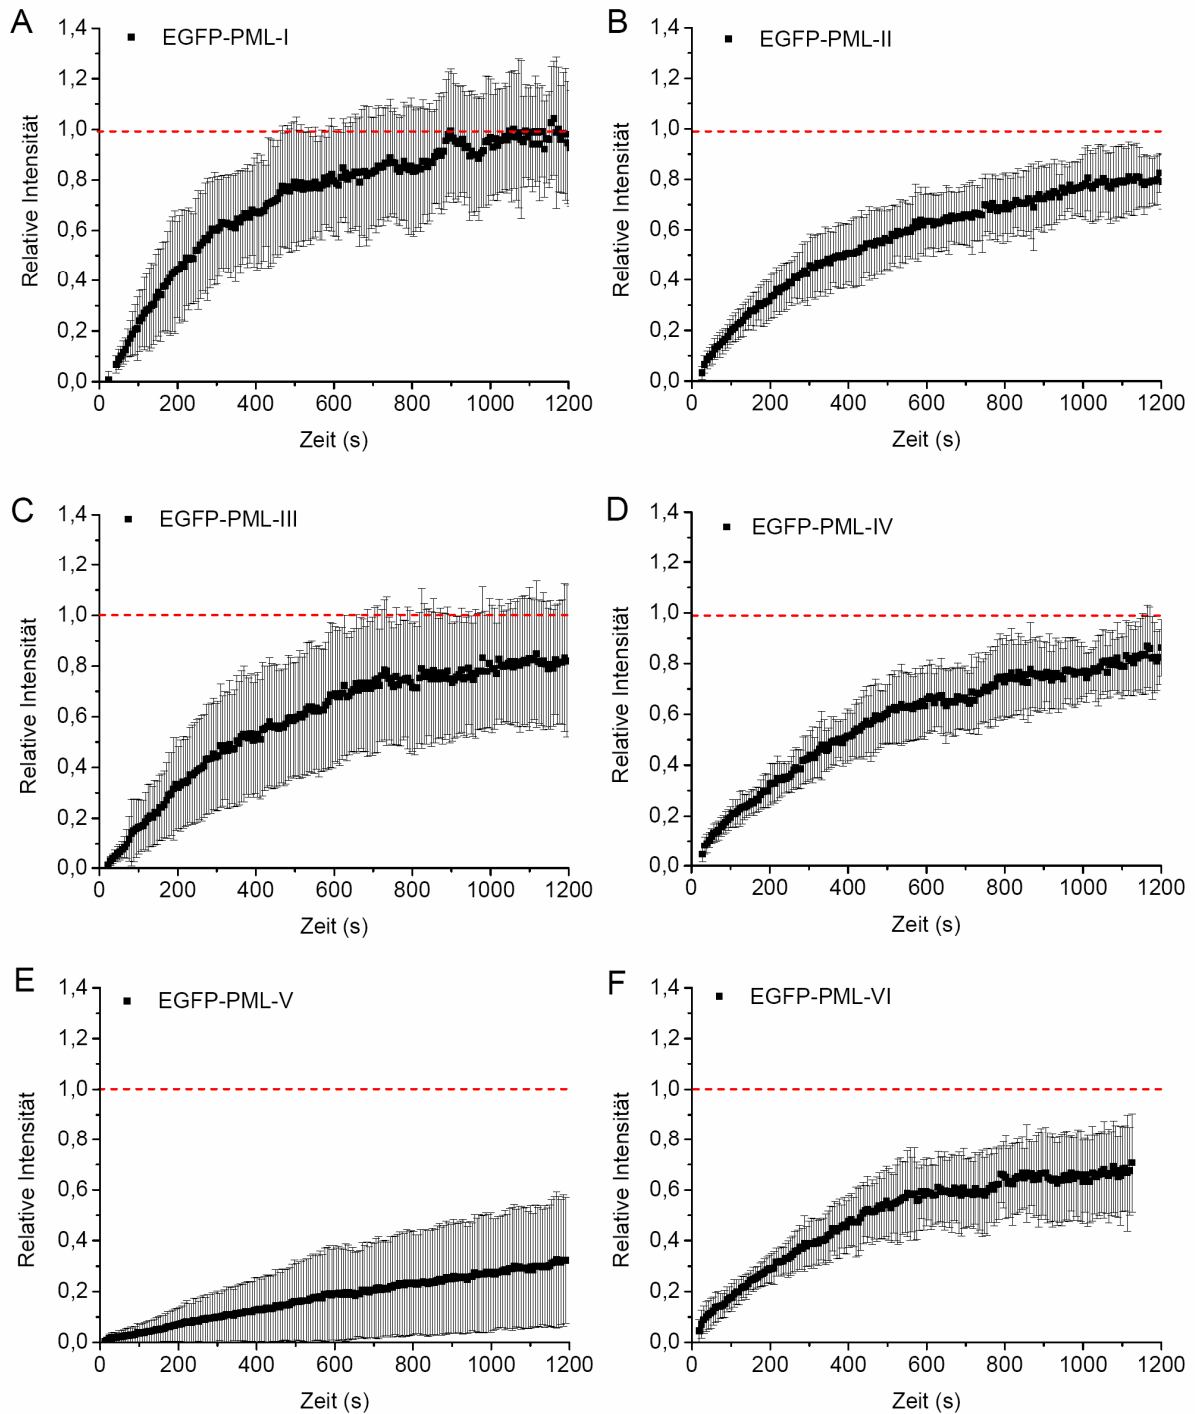 A
EGFP-PML-I
1,4
1,2
1,0
0,8
0,6
0,4
0,2
0,0
Relative Intensität
0 200 400 600 800 1000 1200
Zeit (s)
B
EGFP-PML-II
1,4
1,2
1,0
0,8
0,6
0,4
0,2
0,0
Relative Intensität
0 200 400 600 800 1000 1200
Zeit (s)
C
EGFP-PML-III
1,4
1,2
1,0
0,8
0,6
0,4
0,2
0,0
Relative Intensität
0 200 400 600 800 1000 1200
Zeit (s)
D
EGFP-PML-IV
1,4
1,2
1,0
0,8
0,6
0,4
0,2
0,0
Relative Intensität
0 200 400 600 800 1000 1200
Zeit (s)
E
EGFP-PML-V
1,4
1,2
1,0
0,8
0,6
0,4
0,2
0,0
Relative Intensität
0 200 400 600 800 1000 1200
Zeit (s)
F
EGFP-PML-VI
1,4
1,2
1,0
0,8
0,6
0,4
0,2
0,0
Relative Intensität
0 200 400 600 800 1000 1200
Zeit (s)